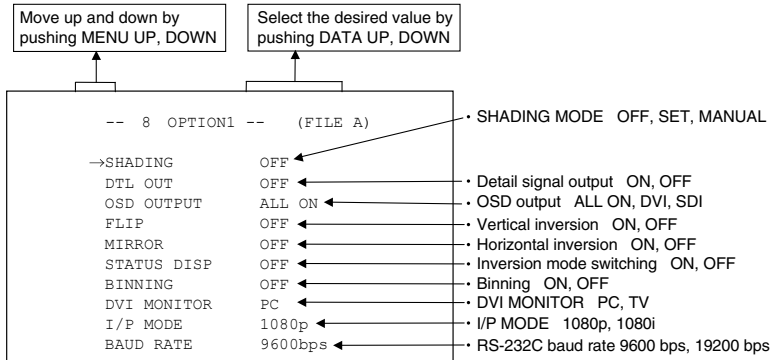 Move up and down by
pushing MENU UP, DOWN
Select the desired value by
pushing DATA UP, DOWN
-- 8 OPTION1 -- (FILE A)
→SHADING OFF
DTL OUT OFF
OSD OUTPUT ALL ON
FLIP OFF
MIRROR OFF
STATUS DISP OFF
BINNING OFF
DVI MONITOR PC
I/P MODE 1080p
BAUD RATE 9600bps
・SHADING MODE OFF, SET, MANUAL
・Detail signal output ON, OFF
・OSD output ALL ON, DVI, SDI
・Vertical inversion ON, OFF
・Horizontal inversion ON, OFF
・Inversion mode switching ON, OFF
・Binning ON, OFF
・DVI MONITOR PC, TV
・I/P MODE 1080p, 1080i
・RS-232C baud rate 9600 bps, 19200 bps